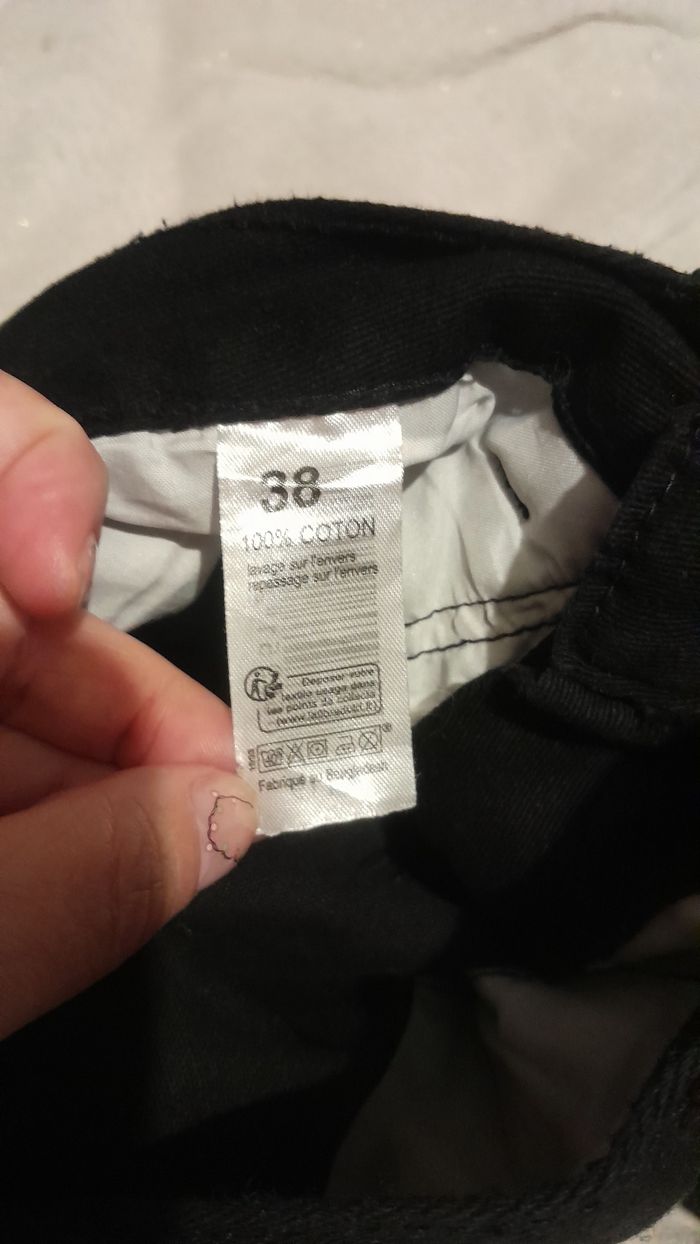 38
100% COTON
lavage sur l'envers
repassage sur l'envers
Déposer votre
textile usagé dans
les points de collecte
(www.lafibredutri.fr)
Fabriqué au Bangladesh